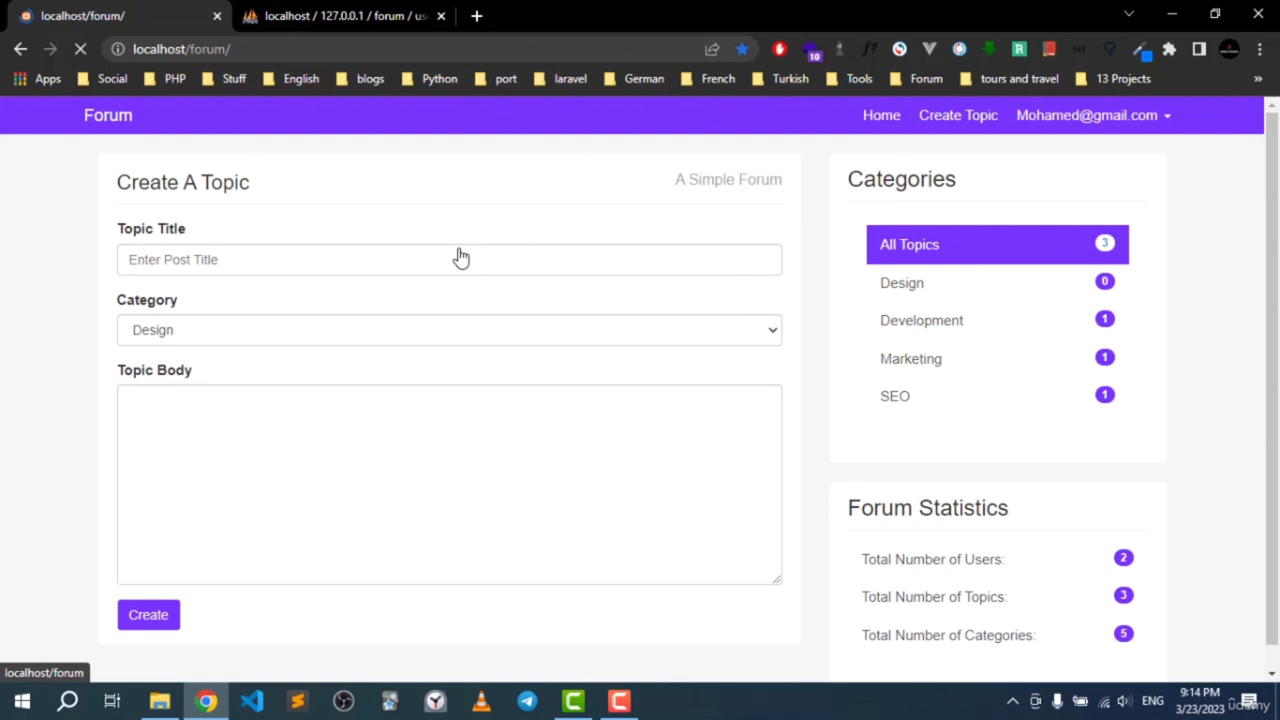 localhost/forum/
localhost / 127.0.0.1 / forum / us
localhost/forum/
10
f?
R
Apps
Social
PHP
Stuff
English
blogs
Python
port
laravel
German
French
Turkish
Tools
Forum
tours and travel
13 Projects
»
Forum
Home
Create Topic
Mohamed@gmail.com
Create A Topic
A Simple Forum
Topic Title
Enter Post Title
Category
Design
Topic Body
Create
Categories
All Topics 3
Design 0
Development 1
Marketing 1
SEO 1
Forum Statistics
Total Number of Users: 2
Total Number of Topics: 3
Total Number of Categories: 5
localhost/forum
ENG
9:14 PM
3/23/2023
udemy